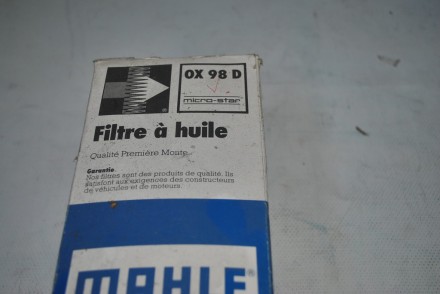 OX 98 D
micro-star
Filtre à huile
Qualité Première Monte
Garantie
Nos filtres sont des produits de qualité. Ils
satisfont aux exigences des constructeurs
de véhicules et de moteurs.
MAHLE